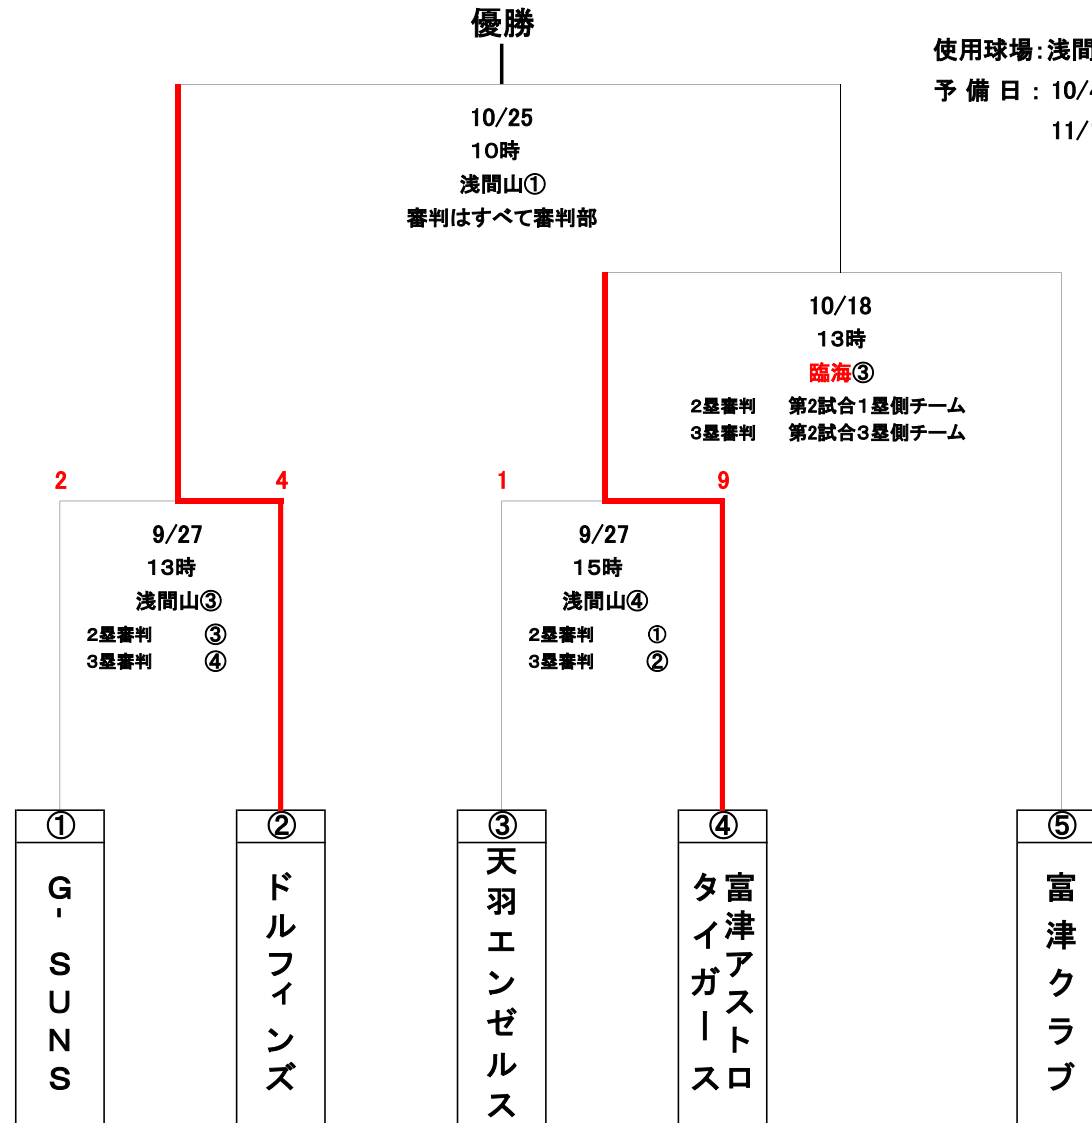 優勝
使用球場:浅間
予備日: 10/4
11/
10/25
10時
浅間山①
審判はすべて審判部
10/18
13時
臨海③
2塁審判 第2試合1塁側チーム
3塁審判 第2試合3塁側チーム
2 4 1 9
9/27
13時
浅間山③
2塁審判 ③
3塁審判 ④
9/27
15時
浅間山④
2塁審判 ①
3塁審判 ②
①
G'SUNS
②
ドルフィンズ
③
天羽エンゼルス
④
富津アストロ
タイガース
⑤
富津クラブ